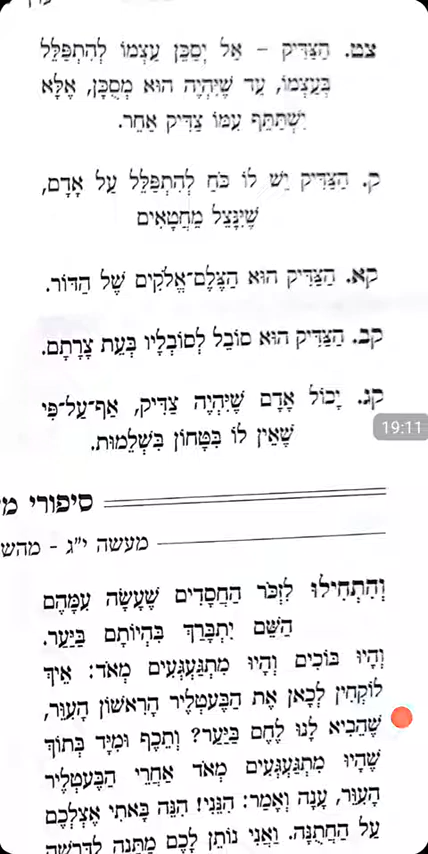 צט. הַצַּדִּיק – אַל יְסַכֵּן עַצְמוֹ לְהִתְפַּלֵּל
בְּעַצְמוֹ, עַד שֶׁיִּהְיֶה הוּא מְסֻכָּן, אֶלָּא
יִשְׁתַּתֵּף עִמּוֹ צַדִּיק אַחֵר.
ק. הַצַּדִּיק יֵשׁ לוֹ כֹּחַ לְהִתְפַּלֵּל עַל אָדָם,
שֶׁיִּנָּצֵל מֵחֲטָאִים
קא. הַצַּדִּיק הוּא הַצֶּלֶם־אֱלֹקִים שֶׁל הַדּוֹר.
קב. הַצַּדִּיק הוּא סוֹבֵל לְסוֹבְלָיו בְּעֵת צָרָתָם.
קג. יָכוֹל אָדָם שֶׁיִּהְיֶה צַדִּיק, אַף־עַל־פִּי
שֶׁאֵין לוֹ בִּטָּחוֹן בִּשְׁלֵמוּת.
19:11
סיפורי
מעשה י"ג -
וְהִתְחִילוּ לִזְכֹּר הַחֲסָדִים שֶׁעָשָׂה עִמָּהֶם
הַשֵּׁם יִתְבָּרַךְ בִּהְיוֹתָם בַּיַּעַר.
וְהָיוּ בּוֹכִים וְהָיוּ מִתְגַּעְגְּעִים מְאֹד: אֵיךְ
לוֹקְחִין לְכָאן אֶת הַבֶּעטְלֶיר הָרִאשׁוֹן הָעִוֵּר,
שֶׁהֵבִיא לָנוּ לֶחֶם בַּיַּעַר? וְתֵכֶף וּמִיָּד בְּתוֹךְ
שֶׁהָיוּ מִתְגַּעְגְּעִים מְאֹד אַחֲרֵי הַבֶּעטְלֶיר
הָעִוֵּר, עָנָה וְאָמַר: הִנֵּנִי! הִנֵּה בָּאתִי אֶצְלְכֶם
עַל הַחֲתֻנָּה. וַאֲנִי נוֹתֵן לָכֶם מַתָּנָה לִדְרָשָׁה